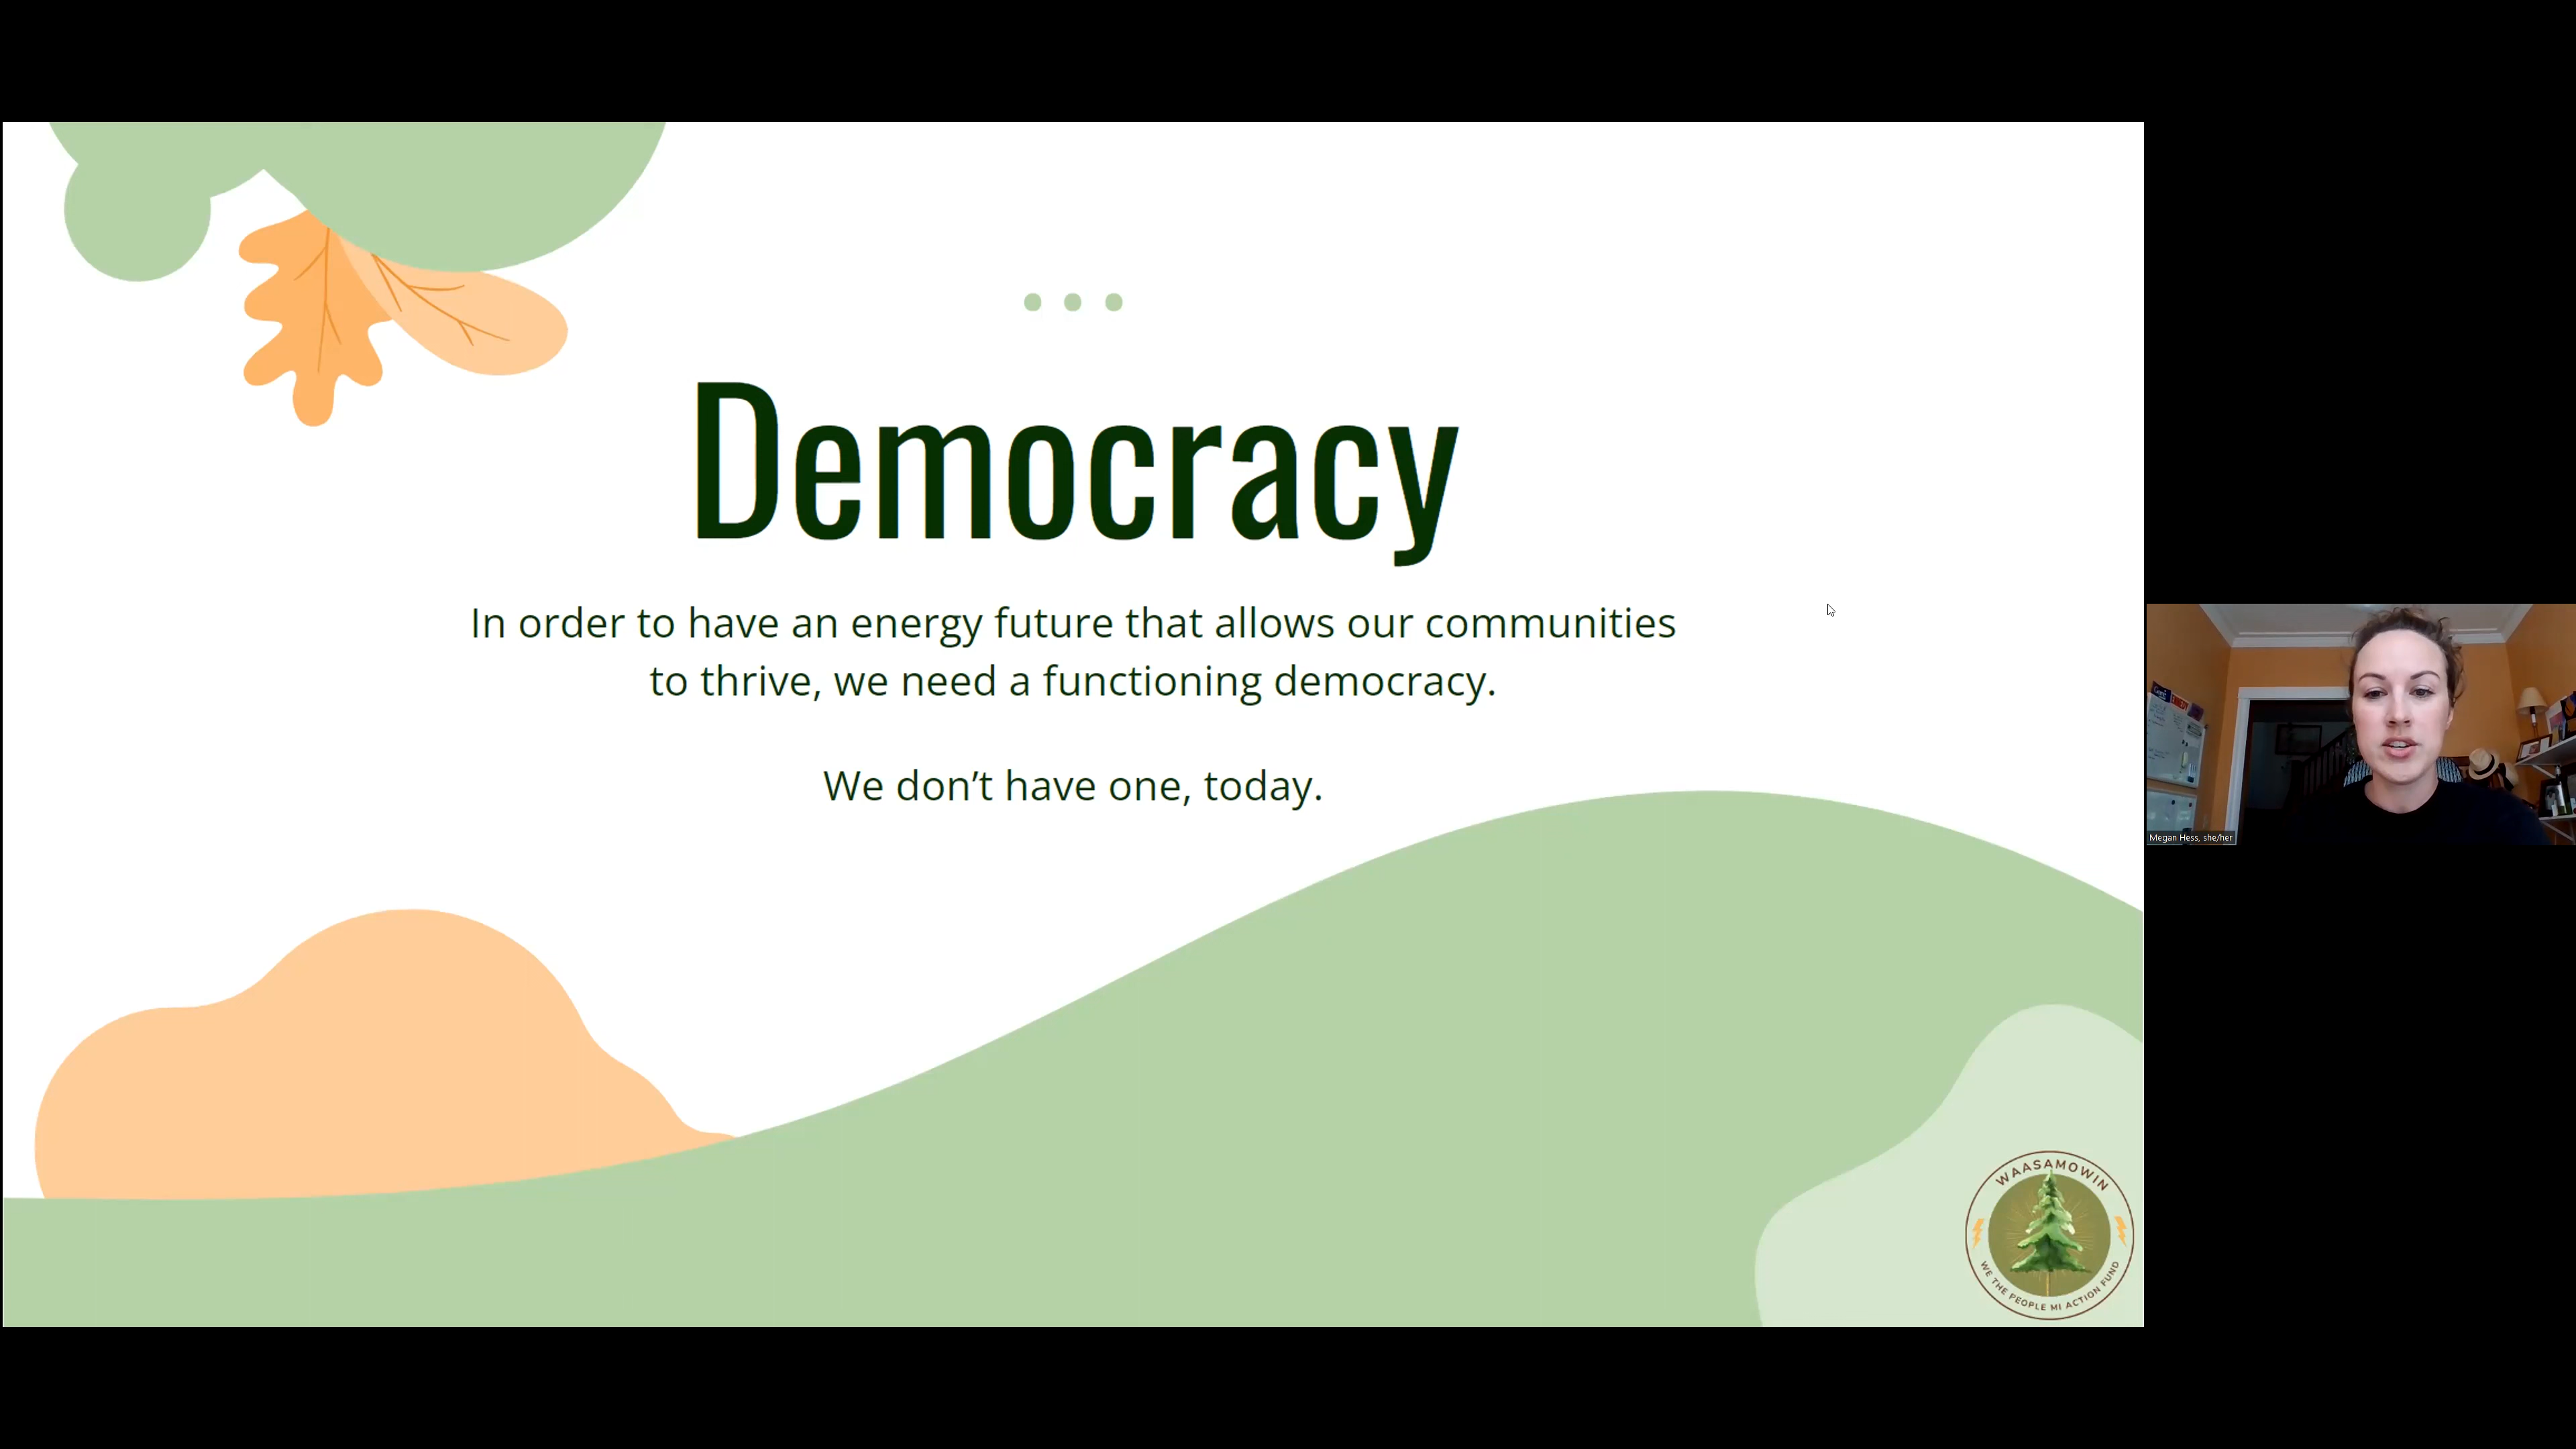 Democracy
In order to have an energy future that allows our communities
to thrive, we need a functioning democracy.
We don’t have one, today.
WAASAMOWIN
WE THE PEOPLE MI ACTION FUND
Megan Hess, she/her